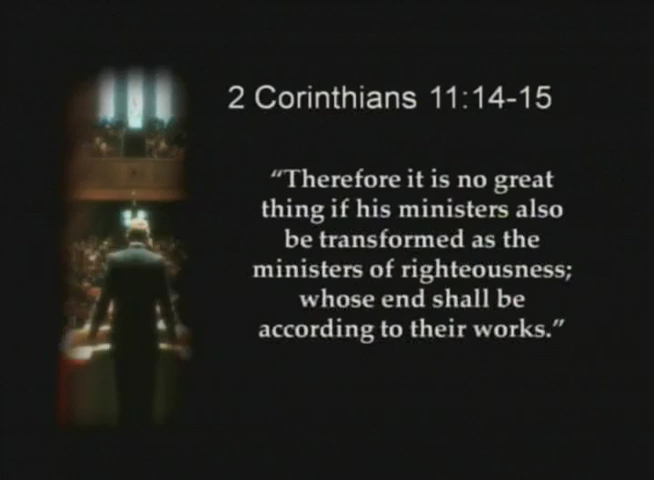 2 Corinthians 11:14-15
“Therefore it is no great
thing if his ministers also
be transformed as the
ministers of righteousness;
whose end shall be
according to their works.”